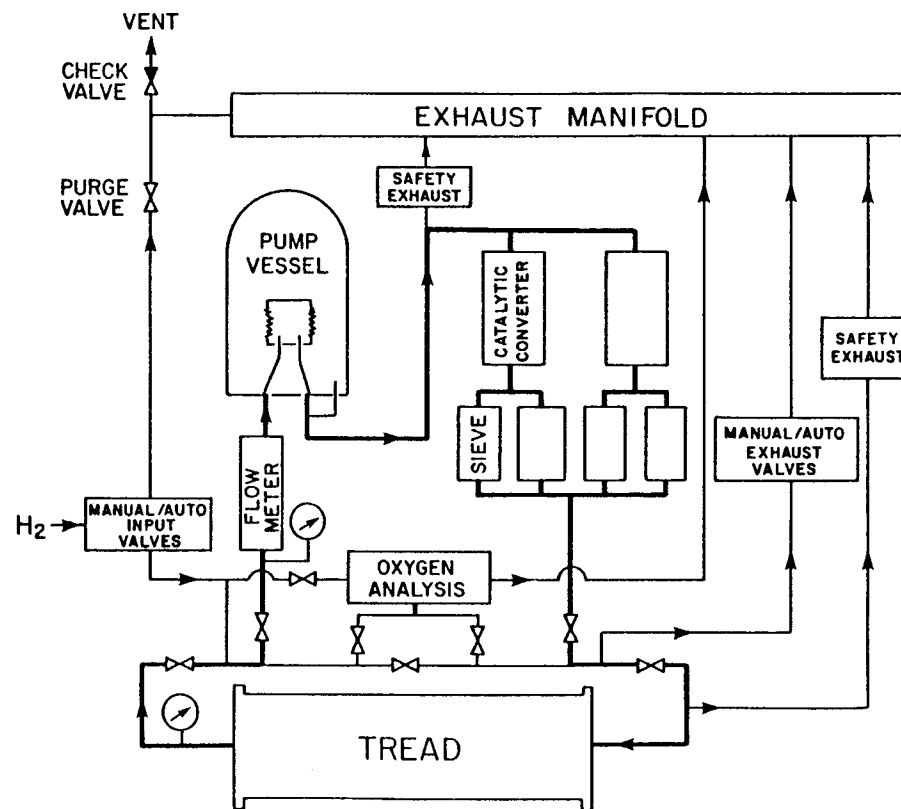 VENT
CHECK
VALVE
EXHAUST MANIFOLD
PURGE
VALVE
SAFETY
EXHAUST
PUMP
VESSEL
CATALYTIC
CONVERTER
SAFETY
EXHAUST
SIEVE
MANUAL/AUTO
EXHAUST
VALVES
FLOW
METER
H2
MANUAL/AUTO
INPUT
VALVES
OXYGEN
ANALYSIS
TREAD